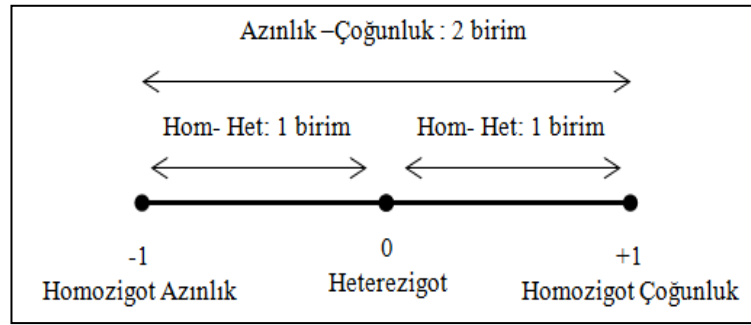 Azınlık –Çoğunluk : 2 birim
Hom- Het: 1 birim Hom- Het: 1 birim
-1 0 +1
Homozigot Azınlık Heterezigot Homozigot Çoğunluk